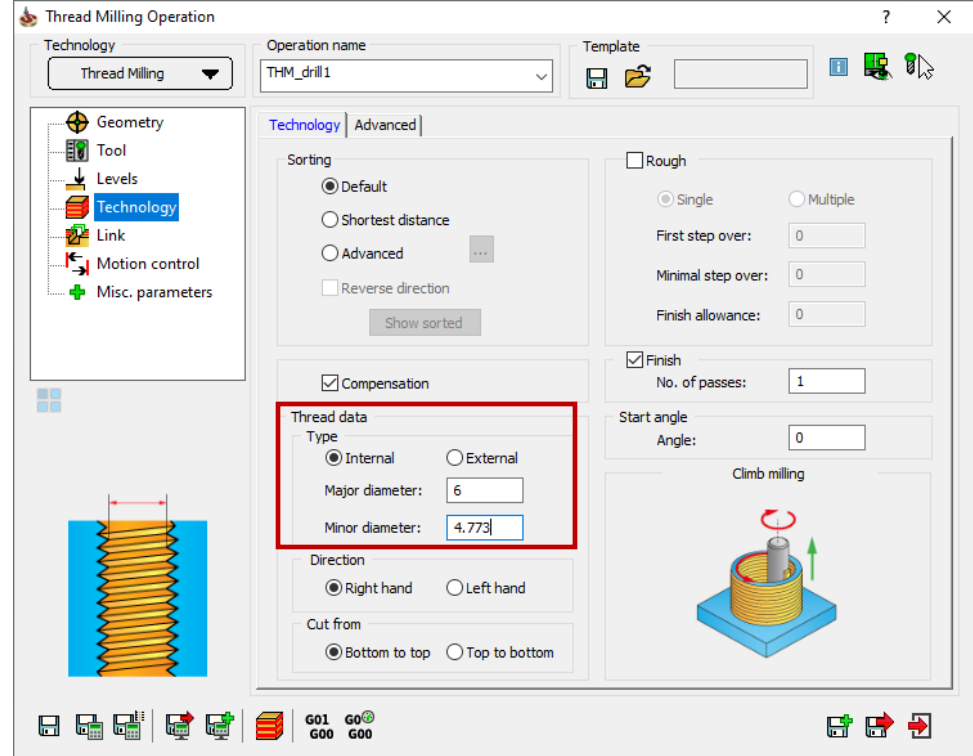 Thread Milling Operation
?
Technology
Thread Milling
Operation name
THM_drill1
Template
Geometry
Tool
Levels
Technology
Link
Motion control
Misc. parameters
Technology
Advanced
Sorting
Default
Shortest distance
Advanced
...
Reverse direction
Show sorted
Compensation
Thread data
Type
Internal
External
Major diameter: 6
Minor diameter: 4.773
Direction
Right hand
Left hand
Cut from
Bottom to top
Top to bottom
Rough
Single
Multiple
First step over: 0
Minimal step over: 0
Finish allowance: 0
Finish
No. of passes: 1
Start angle
Angle: 0
Climb milling
G01
G00
G0
G00